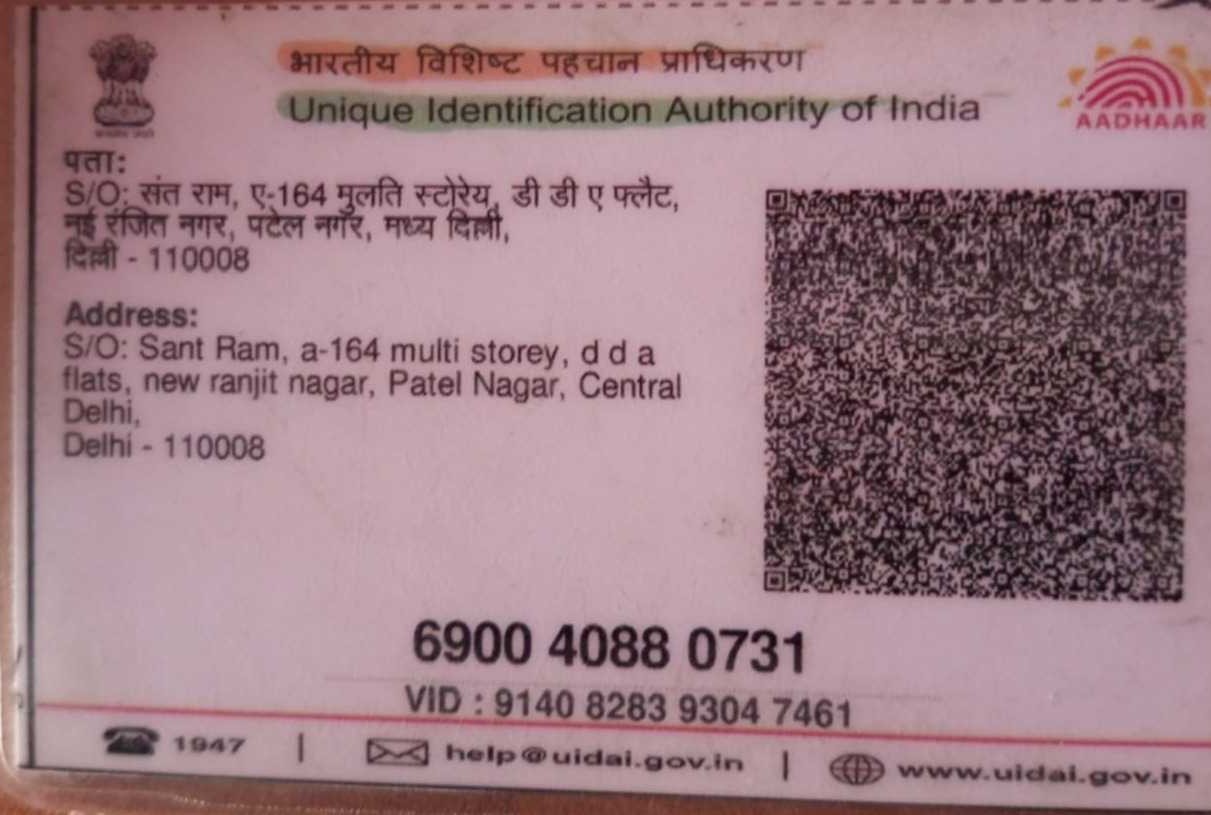 भारतीय विशिष्ट पहचान प्राधिकरण
Unique Identification Authority of India
AADHAAR
पता:
S/O: संत राम, ए-164 मुलति स्टोरेय, डी डी ए फ्लैट,
नई रंजित नगर, पटेल नगर, मध्य दिल्ली,
दिल्ली - 110008
Address:
S/O: Sant Ram, a-164 multi storey, d d a
flats, new ranjit nagar, Patel Nagar, Central
Delhi,
Delhi - 110008
6900 4088 0731
VID : 9140 8283 9304 7461
1947 | help@uidai.gov.in | www.uidai.gov.in